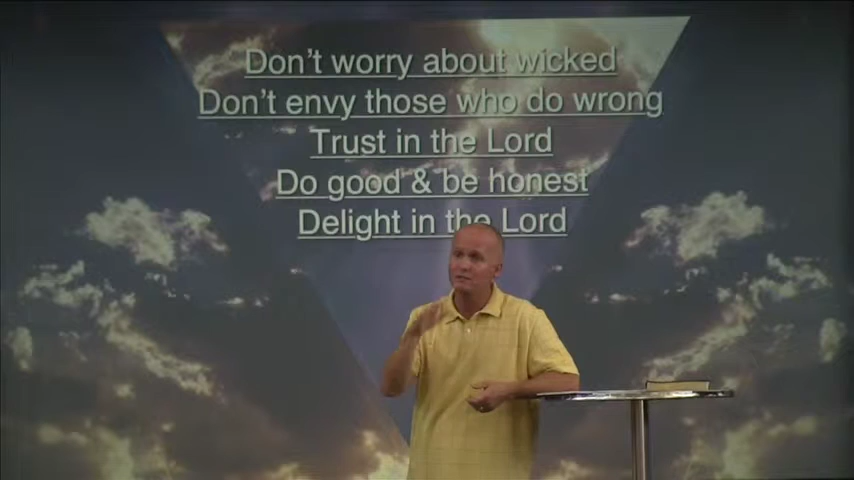 Don't worry about wicked
Don't envy those who do wrong
Trust in the Lord
Do good & be honest
Delight in the Lord